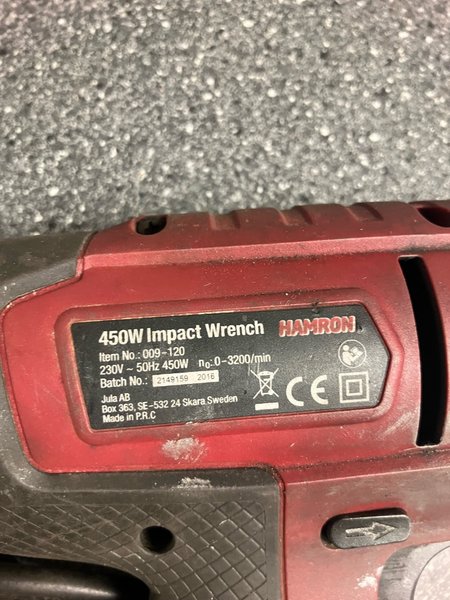 450W Impact Wrench HAMRON
Item No.: 009-120
230V ~ 50Hz 450W n₀: 0-3200/min
Batch No.: 2149159 2016
Jula AB
Box 363, SE-532 24 Skara, Sweden
Made in P.R.C
CE